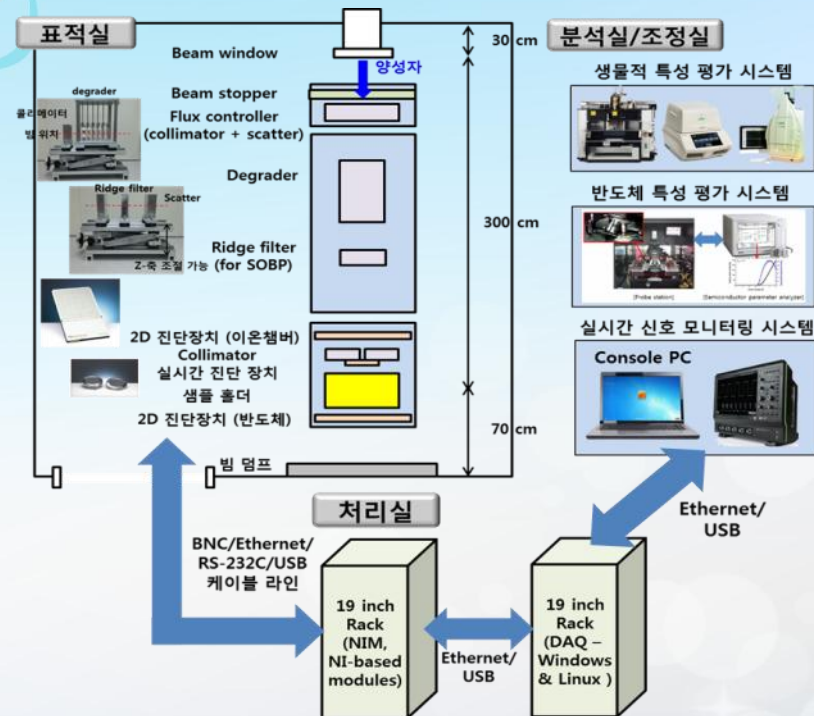 표적실
Beam window
양성자
30 cm
Beam stopper
Flux controller
(collimator + scatter)
degrader
콜리메이터
빔 위치
Degrader
Ridge filter
Scatter
300 cm
Ridge filter
Z-축 조절 가능 (for SOBP)
2D 진단장치 (이온챔버)
Collimator
실시간 진단 장치
샘플 홀더
2D 진단장치 (반도체)
70 cm
빔 덤프
분석실/조정실
생물적 특성 평가 시스템
반도체 특성 평가 시스템
[Probe station]
[Semiconductor parameter analyzer]
실시간 신호 모니터링 시스템
Console PC
처리실
BNC/Ethernet/
RS-232C/USB
케이블 라인
19 inch
Rack
(NIM,
NI-based
modules)
Ethernet/
USB
19 inch
Rack
(DAQ –
Windows
& Linux )
Ethernet/
USB